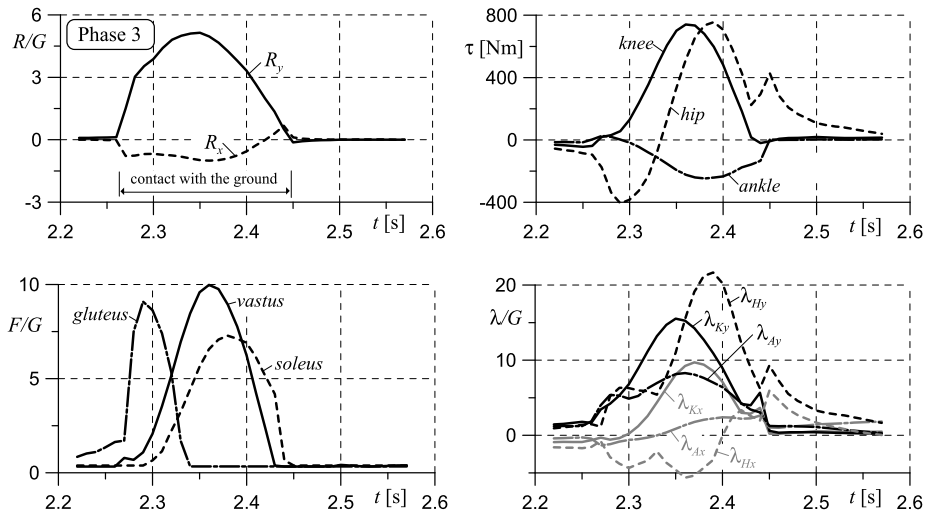 6
R/G
Phase 3
3
0
-3
R_y
R_x
contact with the ground
2.2 2.3 2.4 2.5 2.6
t [s]
800
τ [Nm]
400
0
-400
knee
hip
ankle
2.2 2.3 2.4 2.5 2.6
t [s]
10
F/G
5
0
gluteus
vastus
soleus
2.2 2.3 2.4 2.5 2.6
t [s]
20
λ/G
10
0
λ_Hy
λ_Ky
λ_Ay
λ_Kx
λ_Ax
λ_Hx
2.2 2.3 2.4 2.5 2.6
t [s]